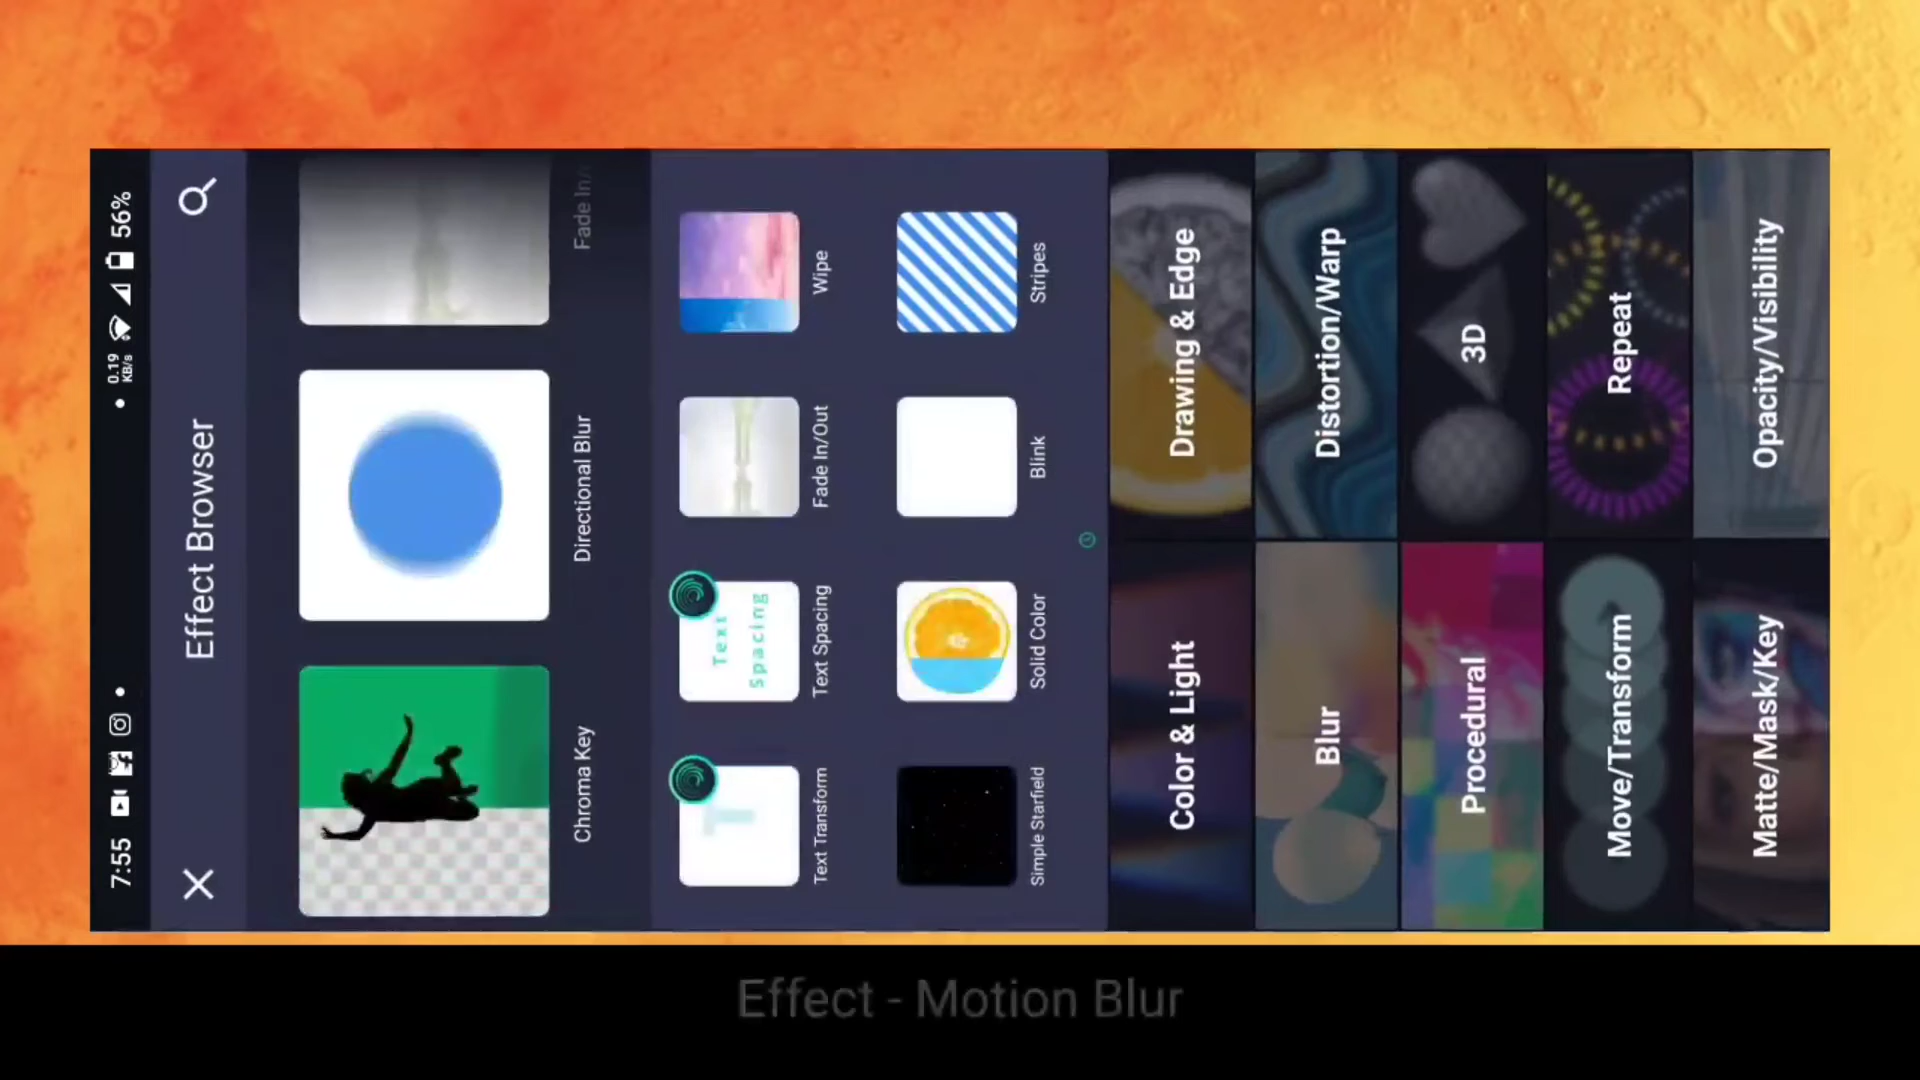 7:55
0.19
KB/s
56%
Effect Browser
Chroma Key
Directional Blur
Fade In/
Text Transform
Text Spacing
Text
Spacing
Fade In/Out
Wipe
Simple Starfield
Solid Color
Blink
Stripes
Color & Light
Drawing & Edge
Blur
Distortion/Warp
Procedural
3D
Move/Transform
Repeat
Matte/Mask/Key
Opacity/Visibility
Effect - Motion Blur